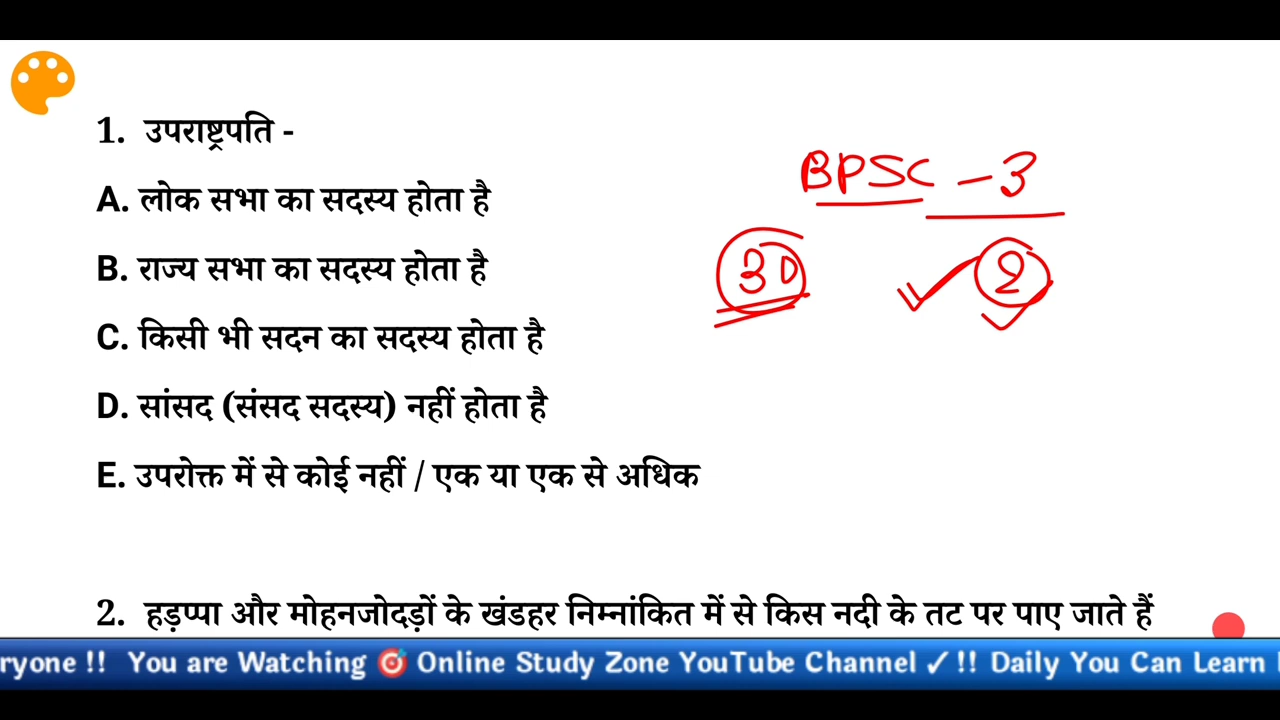 1. उपराष्ट्रपति -
A. लोक सभा का सदस्य होता है
B. राज्य सभा का सदस्य होता है
C. किसी भी सदन का सदस्य होता है
D. सांसद (संसद सदस्य) नहीं होता है
E. उपरोक्त में से कोई नहीं / एक या एक से अधिक
BPSC - 3
30
2
2. हड़प्पा और मोहनजोदड़ों के खंडहर निम्नांकित में से किस नदी के तट पर पाए जाते हैं
ryone !! You are Watching 🎯 Online Study Zone YouTube Channel ✓ !! Daily You Can Learn